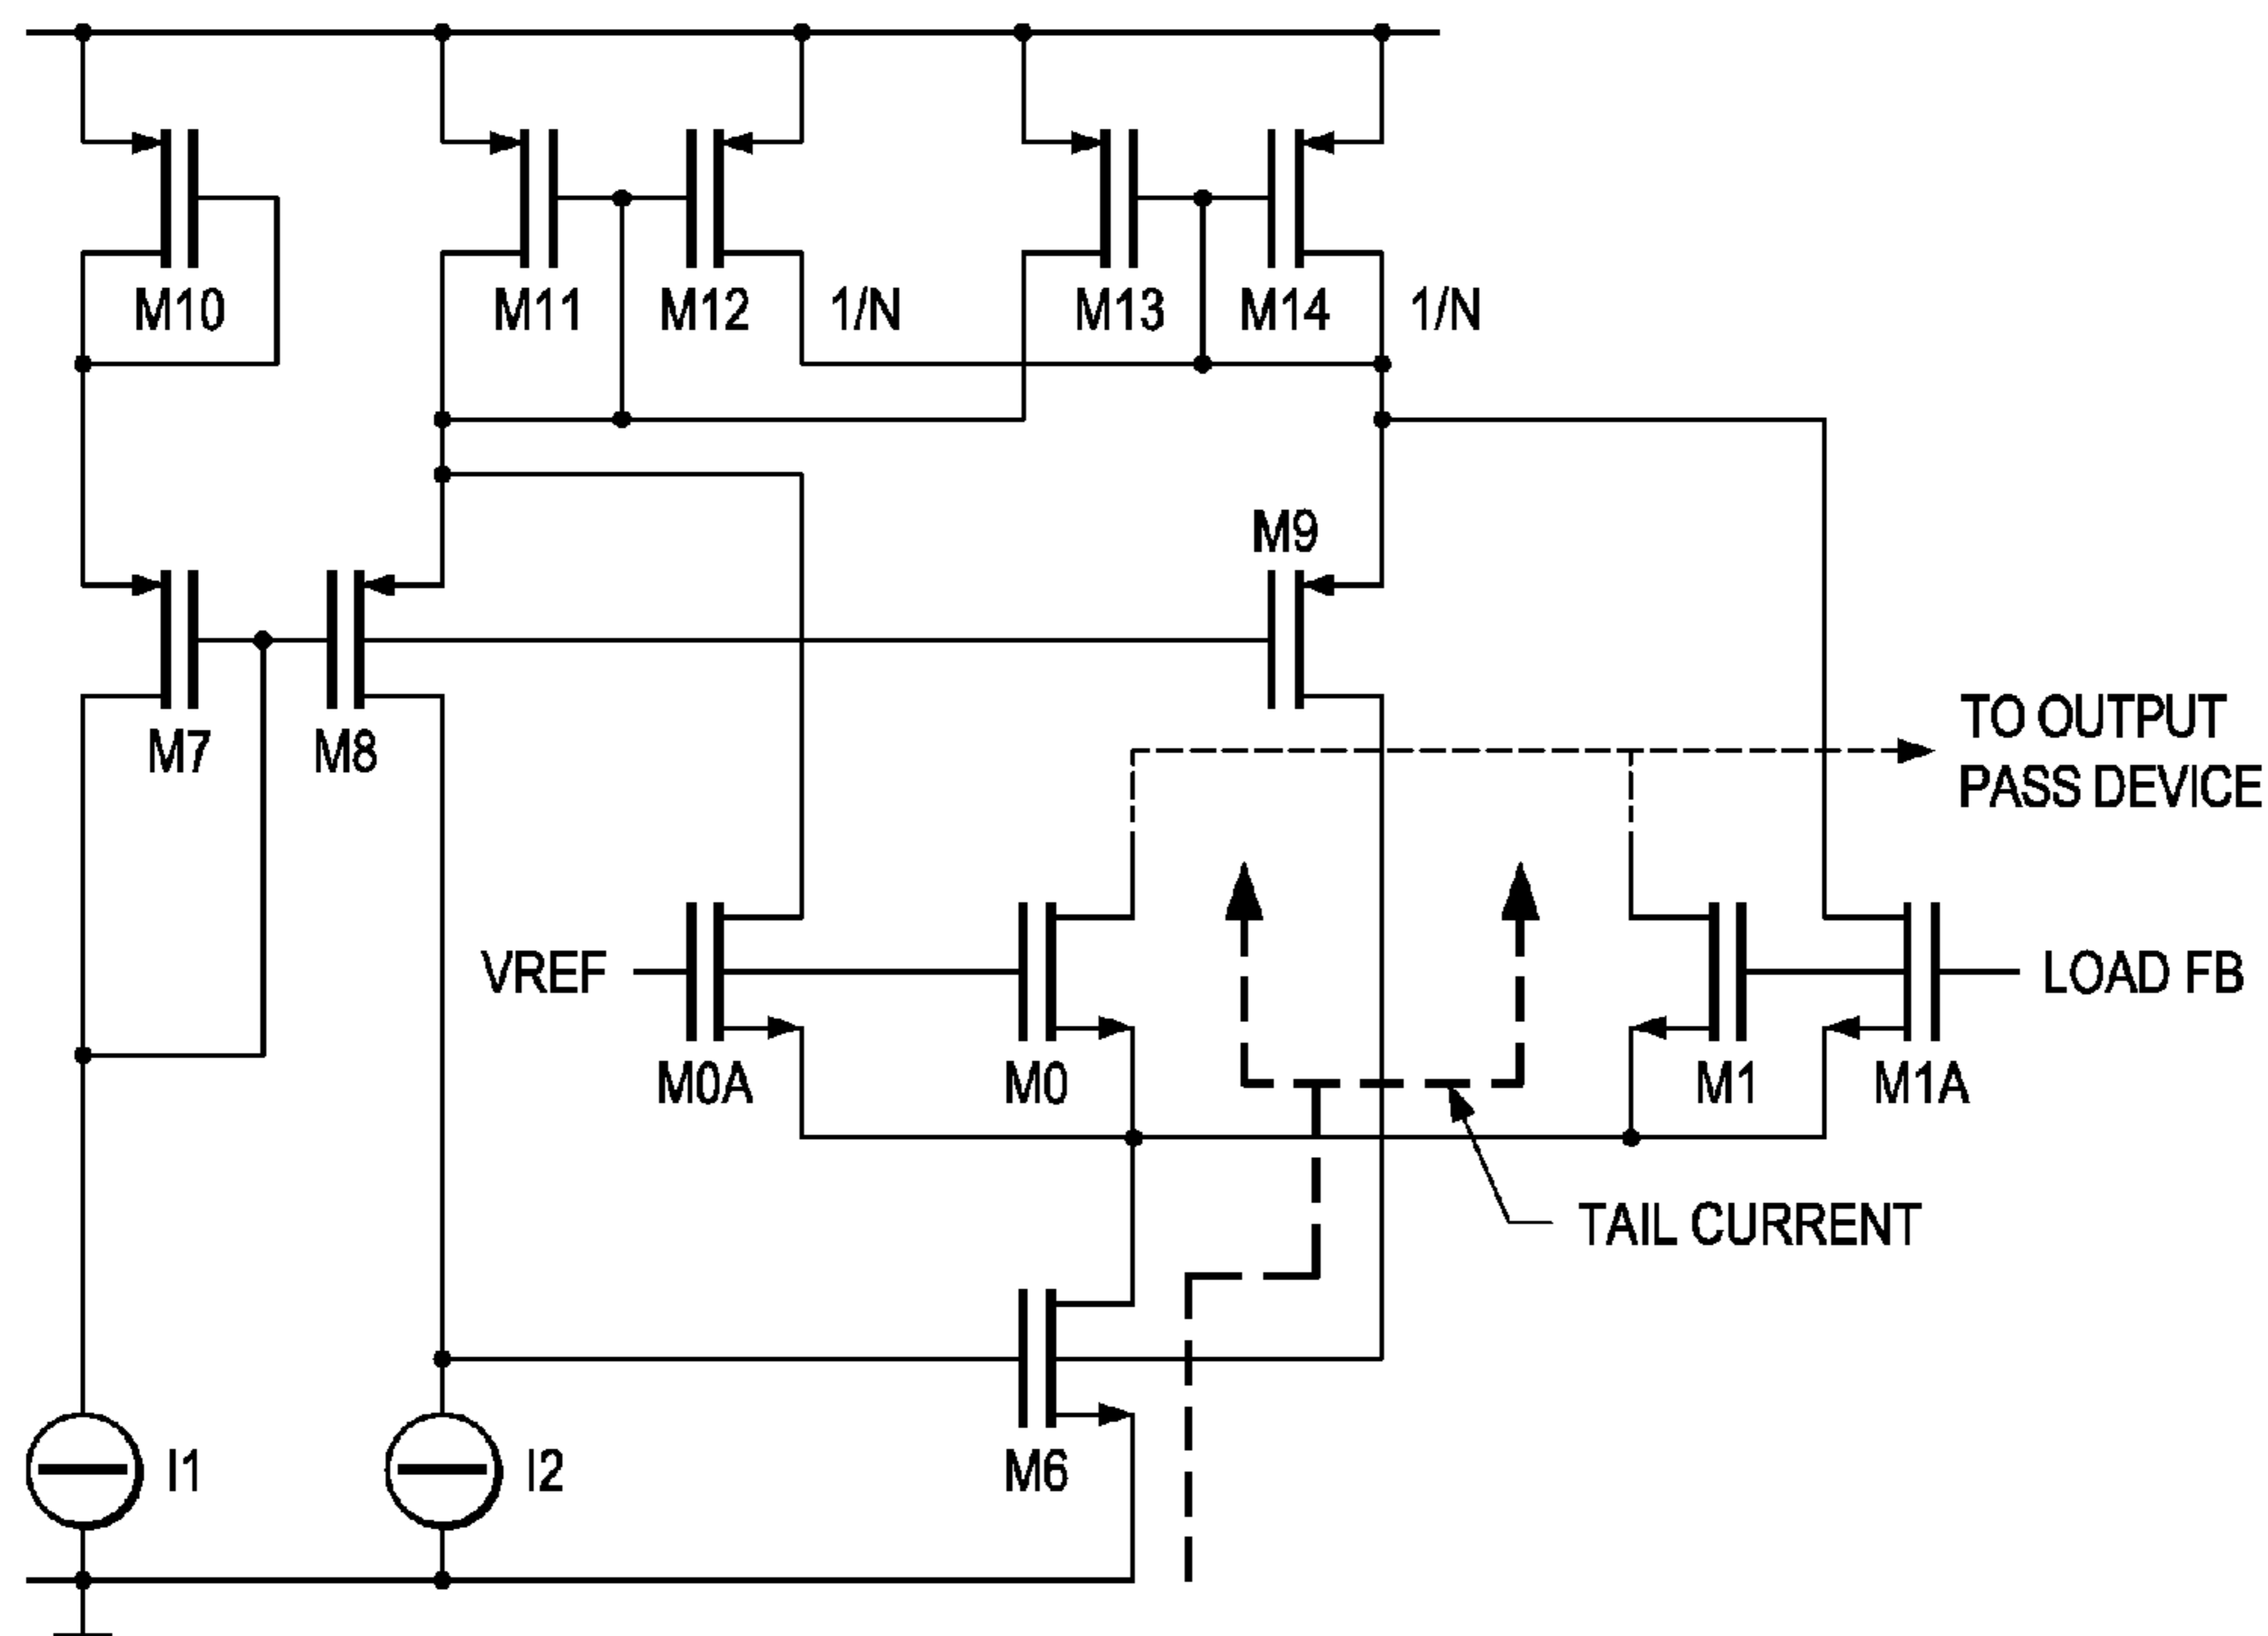 M10
M11
M12
1/N
M13
M14
1/N
M9
M7
M8
TO OUTPUT
PASS DEVICE
VREF
LOAD FB
M0A
M0
M1
M1A
TAIL CURRENT
I1
I2
M6